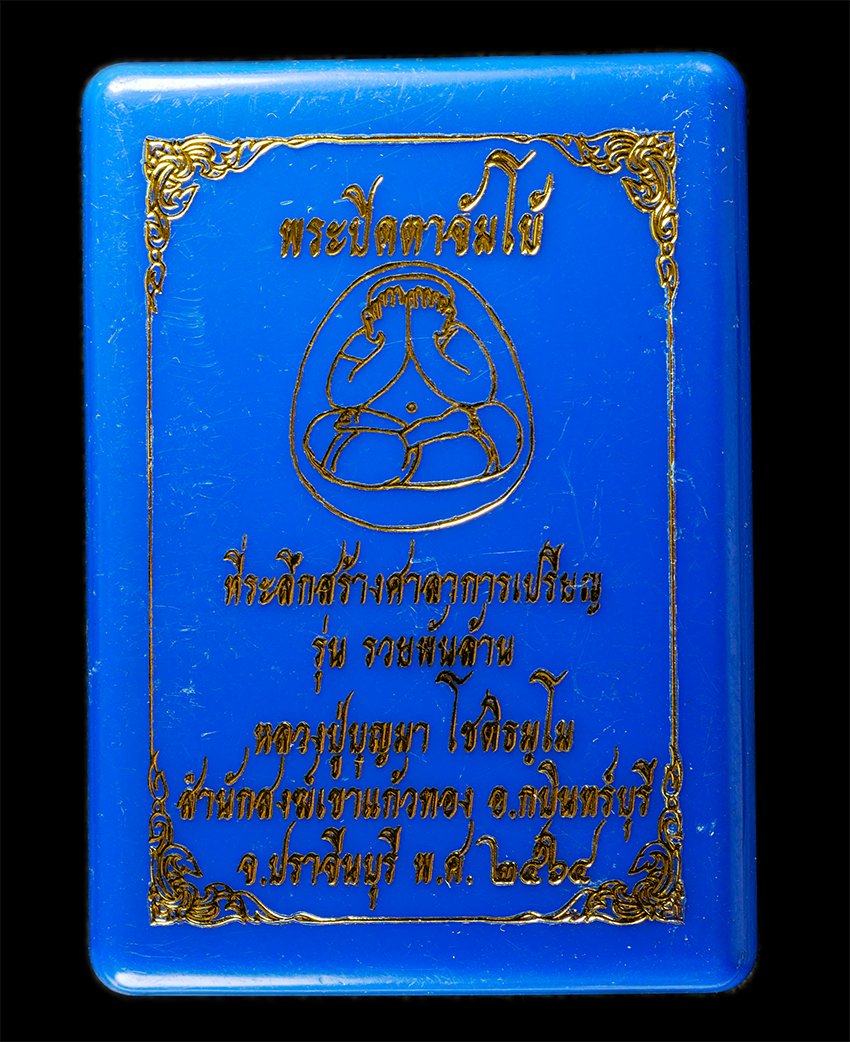 พระปิดตาจัมโบ้
ที่ระลึกสร้างศาลาการเปรียญ
รุ่น รวยพันล้าน
หลวงปู่บุญมา โชติธมฺโม
สำนักสงฆ์เขาแก้วทอง อ.กบินทร์บุรี
จ.ปราจีนบุรี พ.ศ. ๒๕๖๔